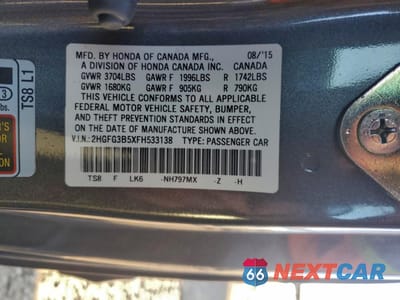 MFD. BY HONDA OF CANADA MFG., 08/'15
A DIVISION OF HONDA CANADA INC. CANADA
GVWR 3704LBS GAWR F 1996LBS R 1742LBS
GVWR 1680KG GAWR F 905KG R 790KG
THIS VEHICLE CONFORMS TO ALL APPLICABLE
FEDERAL MOTOR VEHICLE SAFETY, BUMPER,
AND THEFT PREVENTION STANDARDS IN EFFECT
ON THE DATE OF MANUFACTURE SHOWN ABOVE.
V.I.N.: 2HGFG3B5XFH533138 TYPE: PASSENGER CAR
TS8 F LK6 -NH797MX -Z -H
TS8 L1
3
bs.
66 NEXTCAR